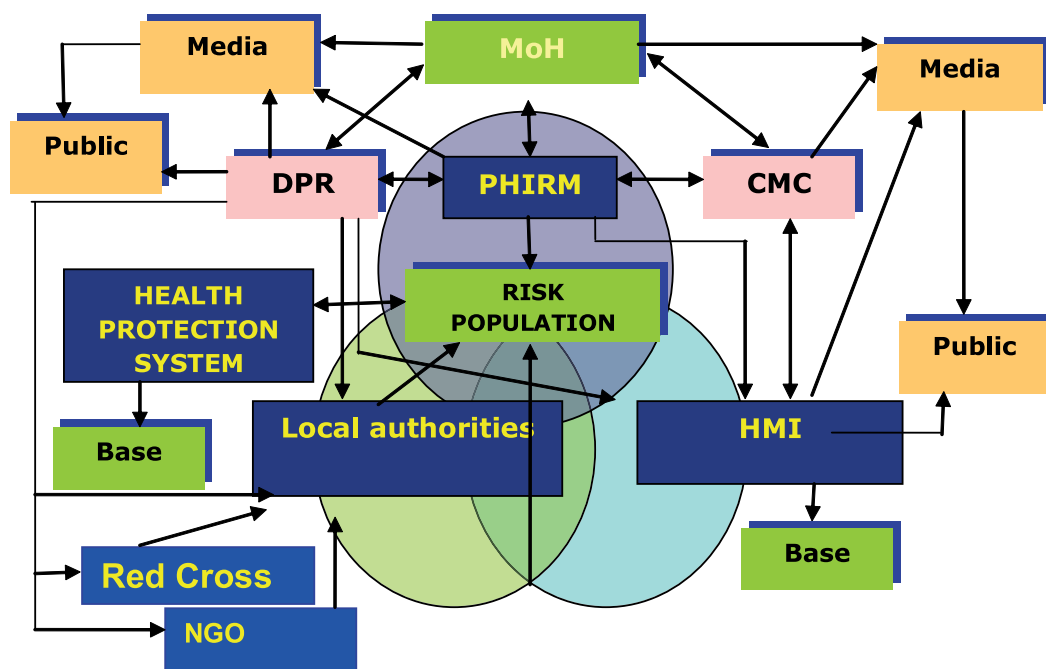 Media
MoH
Media
Public
DPR
PHIRM
CMC
HEALTH
PROTECTION
SYSTEM
RISK
POPULATION
Public
Local authorities
HMI
Base
Base
Red Cross
NGO